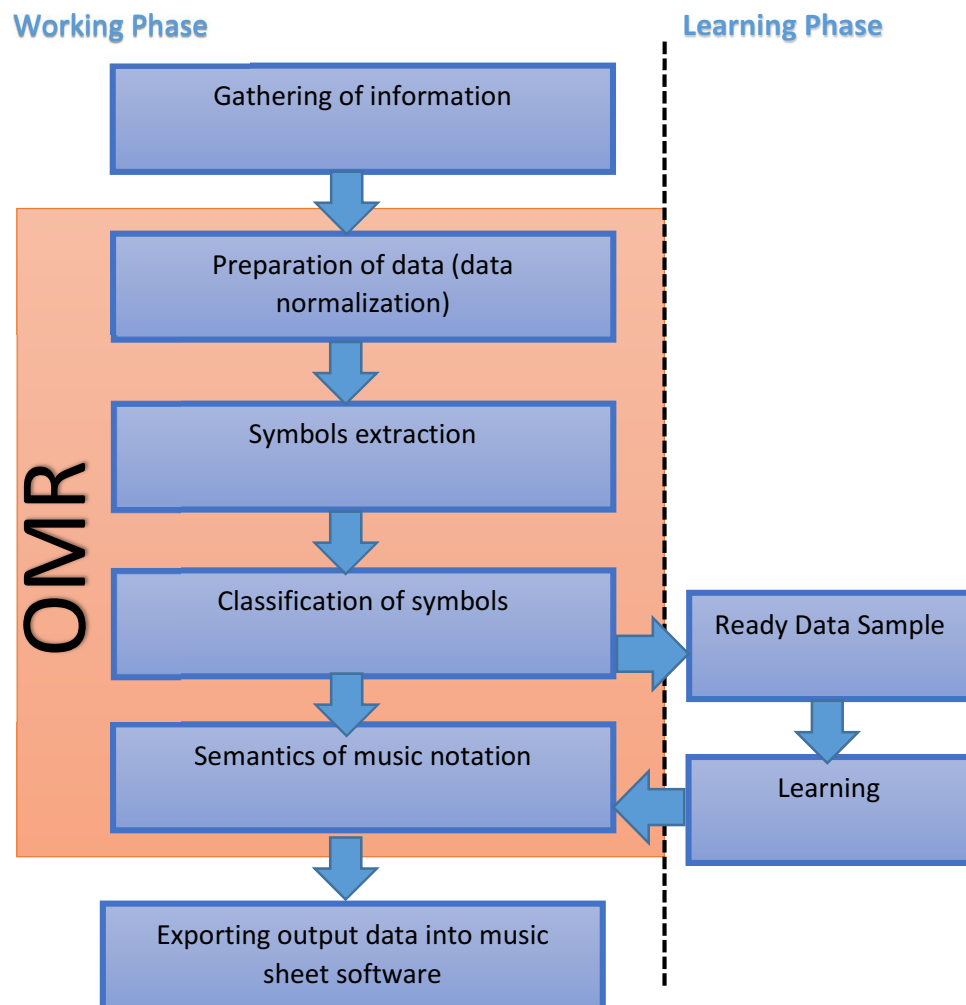 Working Phase
Learning Phase
Gathering of information
Preparation of data (data
normalization)
Symbols extraction
OMR
Classification of symbols
Ready Data Sample
Semantics of music notation
Learning
Exporting output data into music
sheet software